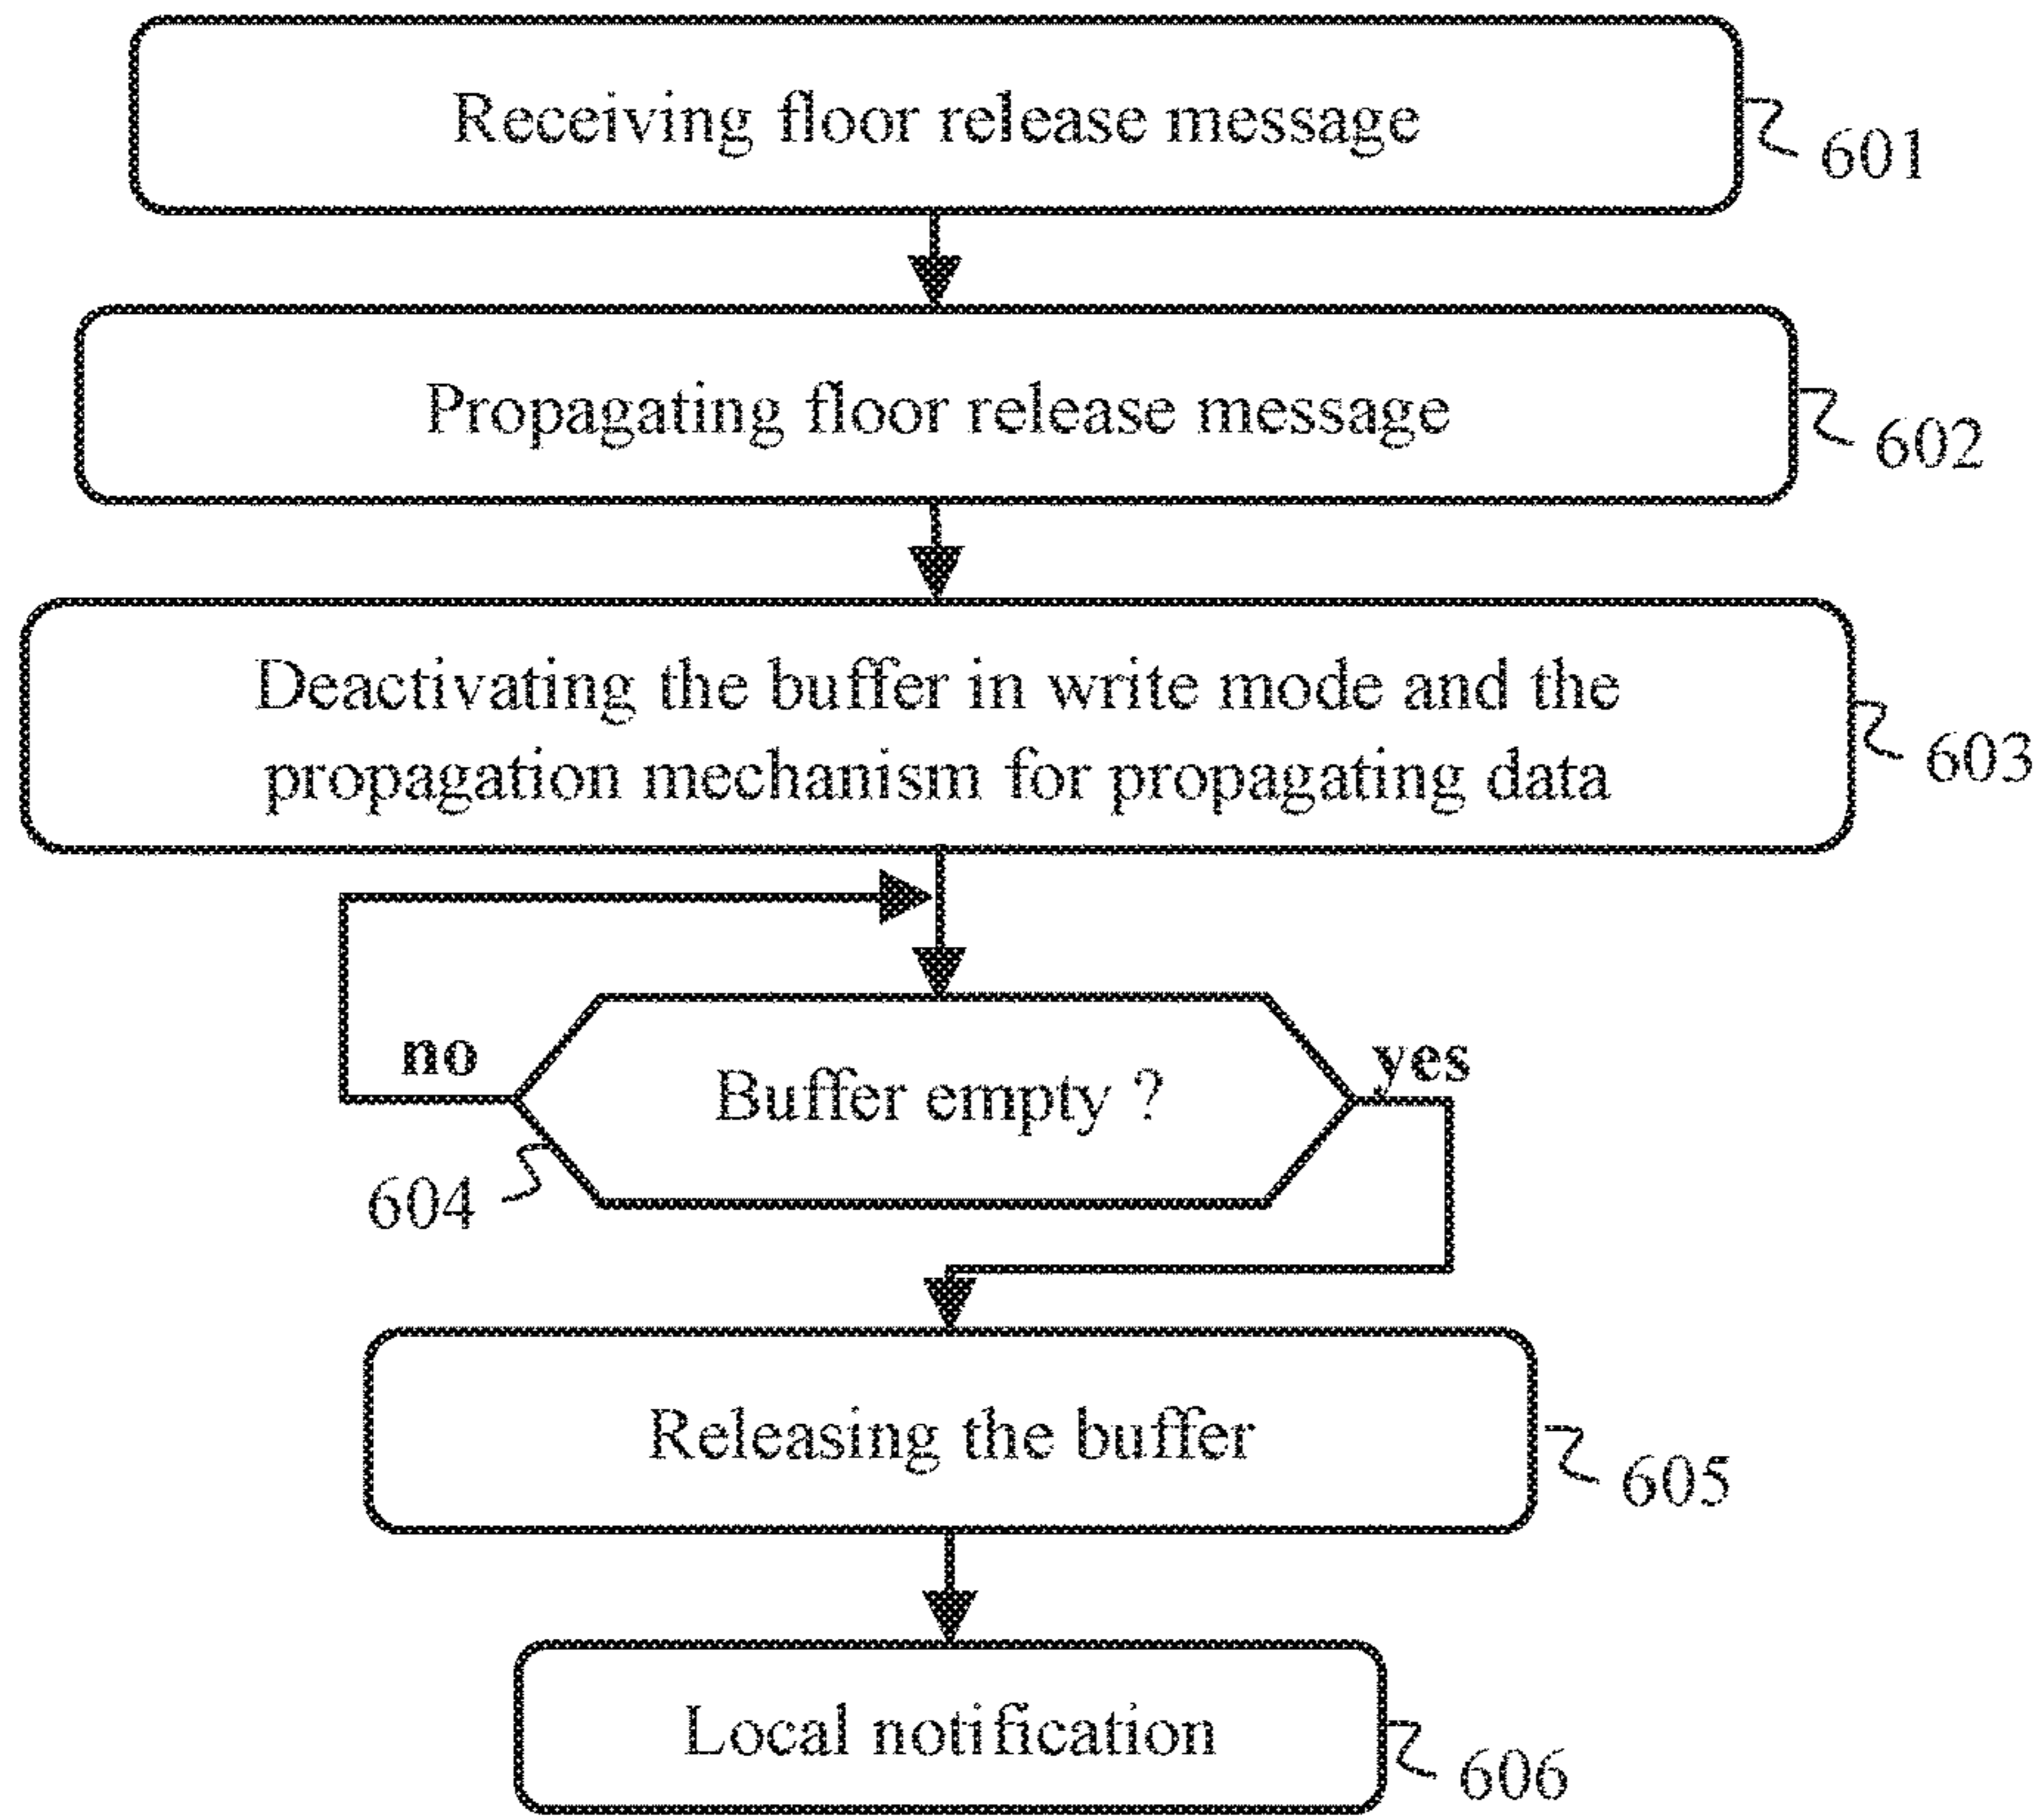 Receiving floor release message
601
Propagating floor release message
602
Deactivating the buffer in write mode and the
propagation mechanism for propagating data
603
no
Buffer empty ?
yes
604
Releasing the buffer
605
Local notification
606